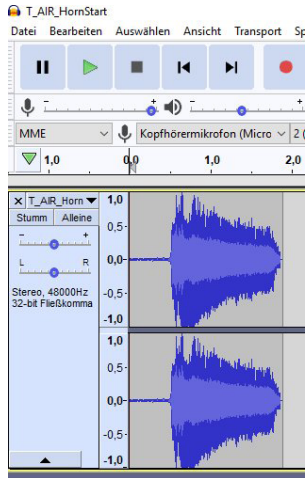 T_AIR_HornStart
Datei Bearbeiten Auswählen Ansicht Transport Sp
MME Kopfhörermikrofon (Micro 2 (
1,0 0,0 1,0 2,0
T_AIR_Horn
Stumm Alleine
- +
L R
Stereo, 48000Hz
32-bit Fließkomma
1,0
0,5-
0,0-
-0,5-
-1,0
1,0
0,5-
0,0-
-0,5-
-1,0